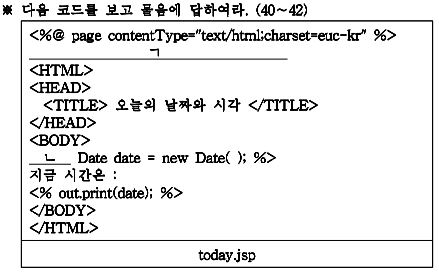 ※ 다음 코드를 보고 물음에 답하여라. (40~42)
<%@ page contentType="text/html;charset=euc-kr" %>
ㄱ
<HTML>
<HEAD>
<TITLE> 오늘의 날짜와 시각 </TITLE>
</HEAD>
<BODY>
ㄴ Date date = new Date( ); %>
지금 시간은 :
<% out.print(date); %>
</BODY>
</HTML>
today.jsp